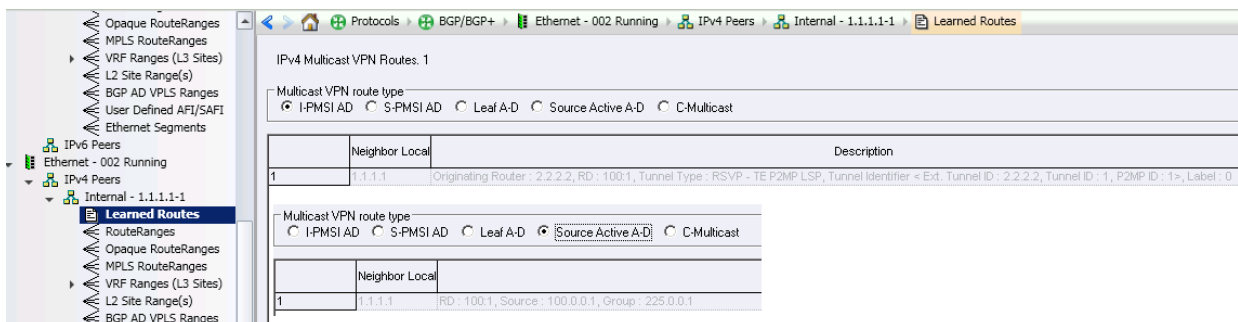 Opaque RouteRanges
MPLS RouteRanges
VRF Ranges (L3 Sites)
L2 Site Range(s)
BGP AD VPLS Ranges
User Defined AFI/SAFI
Ethernet Segments
IPv6 Peers
Ethernet - 002 Running
IPv4 Peers
Internal - 1.1.1.1-1
Learned Routes
RouteRanges
Opaque RouteRanges
MPLS RouteRanges
VRF Ranges (L3 Sites)
L2 Site Range(s)
BGP AD VPLS Ranges
Protocols BGP/BGP+ Ethernet - 002 Running IPv4 Peers Internal - 1.1.1.1-1 Learned Routes
IPv4 Multicast VPN Routes. 1
Multicast VPN route type
I-PMSI AD S-PMSI AD Leaf A-D Source Active A-D C-Multicast
Neighbor Local Description
1 1.1.1.1 Originating Router : 2.2.2.2, RD : 100:1, Tunnel Type : RSVP - TE P2MP LSP, Tunnel Identifier < Ext. Tunnel ID : 2.2.2.2, Tunnel ID : 1, P2MP ID : 1>, Label : 0
Multicast VPN route type
I-PMSI AD S-PMSI AD Leaf A-D Source Active A-D C-Multicast
Neighbor Local
1 1.1.1.1 RD : 100:1, Source : 100.0.0.1, Group : 225.0.0.1